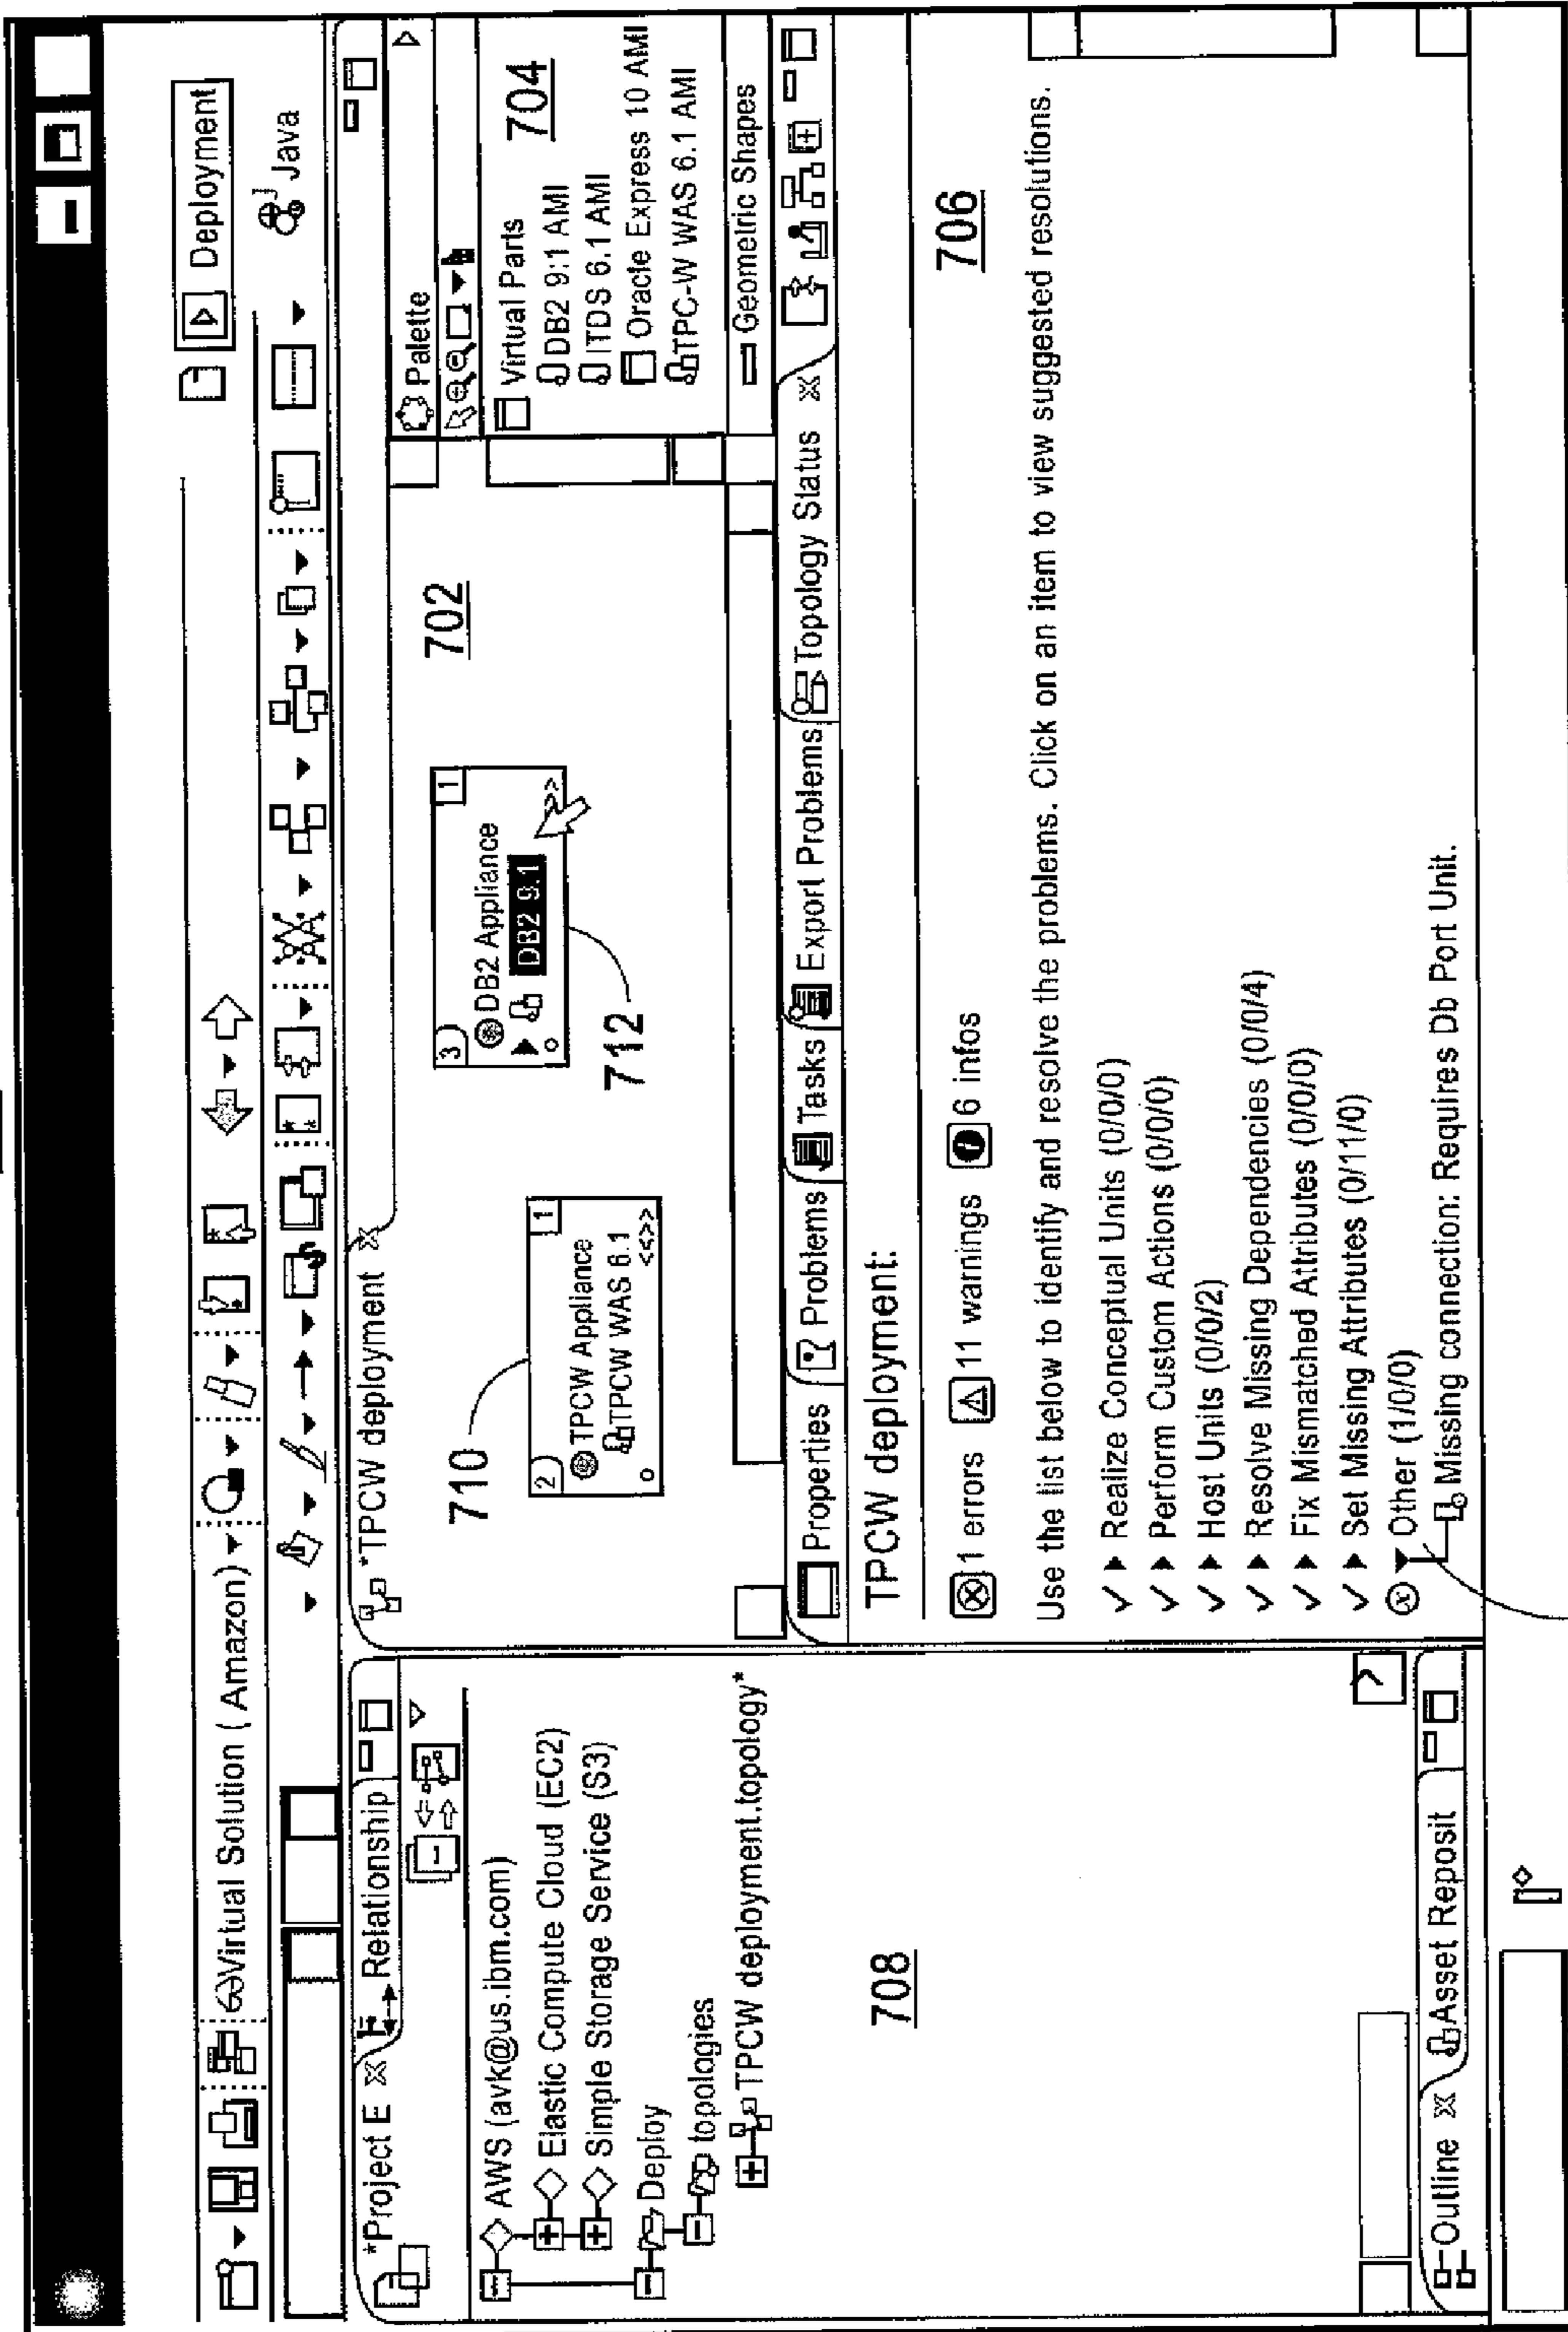 Virtual Solution ( Amazon)
Deployment
Java
*Project E
Relationship
AWS (avk@us.ibm.com)
Elastic Compute Cloud (EC2)
Simple Storage Service (S3)
Deploy
topologies
TPCW deployment.topology*
708
Outline
Asset Reposit
*TPCW deployment
710
2
1
TPCW Appliance
TPCW WAS 6.1
<<>>
702
3
1
DB2 Appliance
DB2 9.1
712
Palette
Virtual Parts
704
DB2 9:1 AMI
ITDS 6.1 AMI
Oracle Express 10 AMI
TPC-W WAS 6.1 AMI
Geometric Shapes
Properties
Problems
Tasks
Export Problems
Topology Status
TPCW deployment:
706
1 errors 11 warnings 6 infos
Use the list below to identify and resolve the problems. Click on an item to view suggested resolutions.
Realize Conceptual Units (0/0/0)
Perform Custom Actions (0/0/0)
Host Units (0/0/2)
Resolve Missing Dependencies (0/0/4)
Fix Mismatched Attributes (0/0/0)
Set Missing Attributes (0/11/0)
Other (1/0/0)
Missing connection: Requires Db Port Unit.